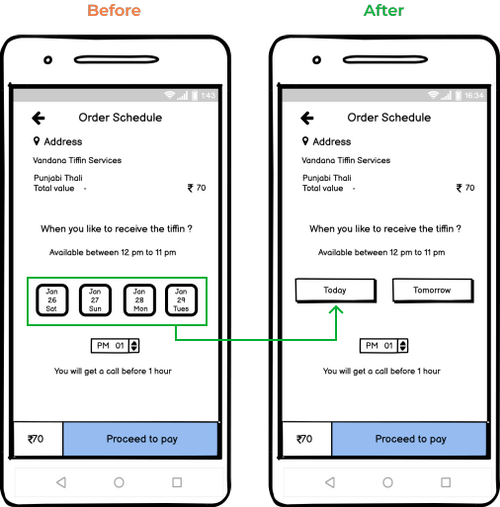 Before
1:43
Order Schedule
Address
Vandana Tiffin Services
Punjabi Thali
Total value - ₹ 70
When you like to receive the tiffin ?
Available between 12 pm to 11 pm
Jan 26 Sat
Jan 27 Sun
Jan 28 Mon
Jan 29 Tues
PM 01
You will get a call before 1 hour
₹70 Proceed to pay
After
16:34
Order Schedule
Address
Vandana Tiffin Services
Punjabi Thali
Total value - ₹ 70
When you like to receive the tiffin ?
Available between 12 pm to 11 pm
Today Tomorrow
PM 01
You will get a call before 1 hour
₹70 Proceed to pay